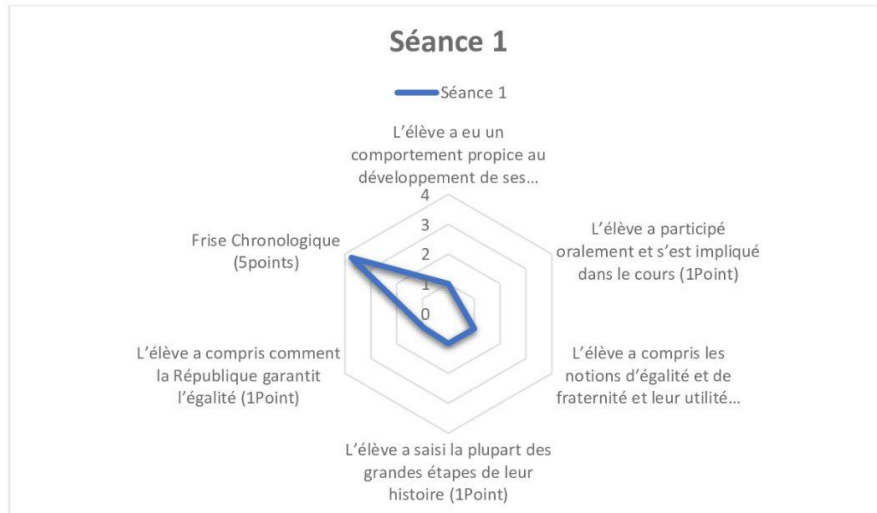 Séance 1
Séance 1
L'élève a eu un
comportement propice au
développement de ses...
4
3
2
1
0
L'élève a participé
oralement et s'est impliqué
dans le cours (1Point)
L'élève a compris les
notions d'égalité et de
fraternité et leur utilité...
L'élève a saisi la plupart des
grandes étapes de leur
histoire (1Point)
L'élève a compris comment
la République garantit
l'égalité (1Point)
Frise Chronologique
(5points)